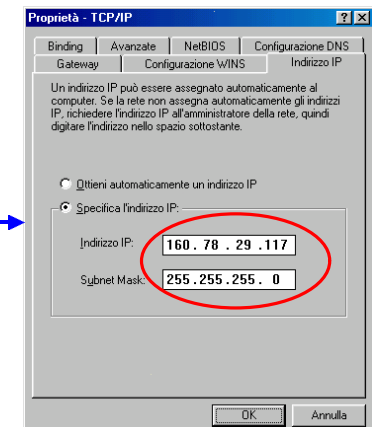 Proprietà - TCP/IP
Binding Avanzate NetBIOS Configurazione DNS
Gateway Configurazione WINS Indirizzo IP
Un indirizzo IP può essere assegnato automaticamente al
computer. Se la rete non assegna automaticamente gli indirizzi
IP, richiedere l'indirizzo IP all'amministratore della rete, quindi
digitare l'indirizzo nello spazio sottostante.
Ottieni automaticamente un indirizzo IP
Specifica l'indirizzo IP:
Indirizzo IP: 160. 78 . 29 .117
Subnet Mask: 255.255.255. 0
OK Annulla